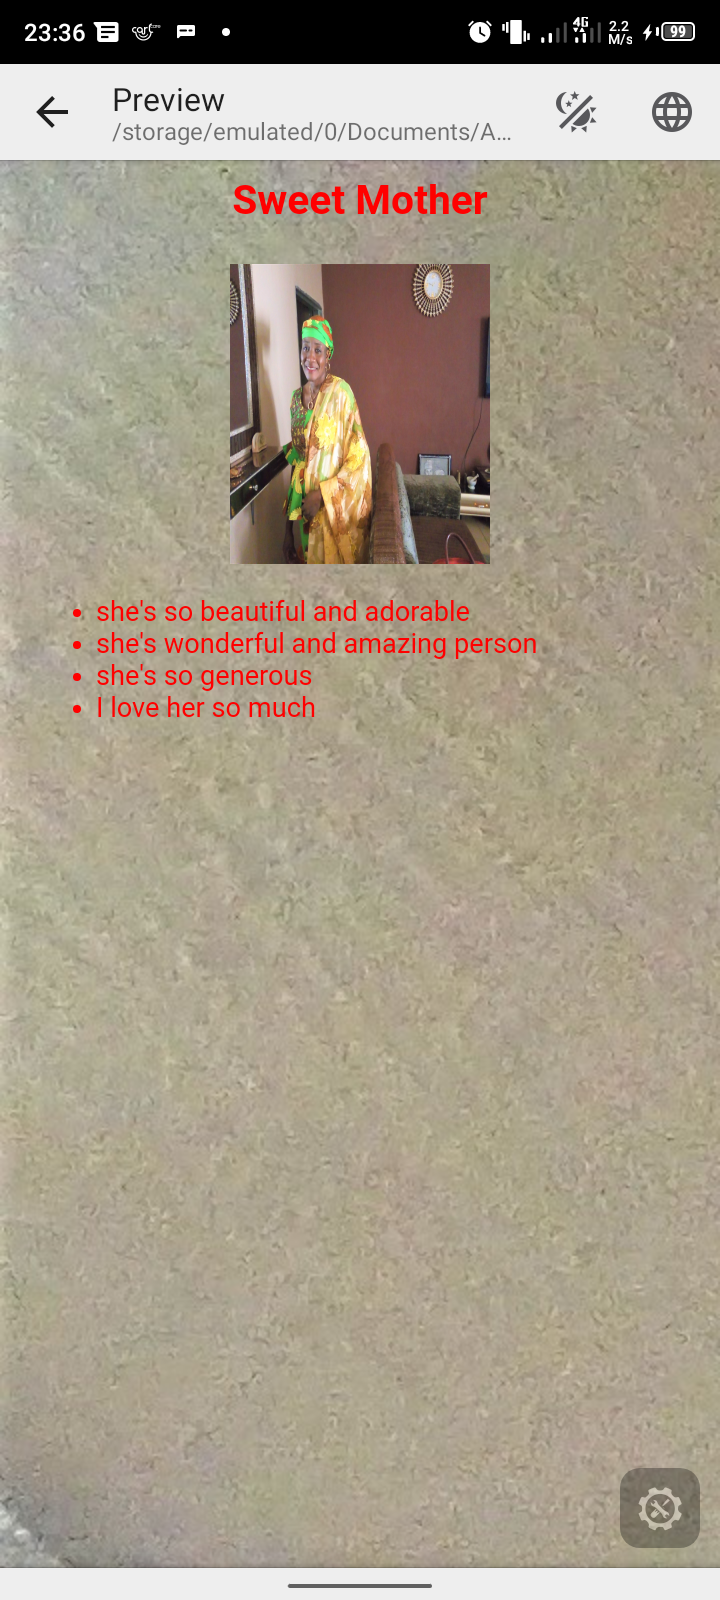 23:36
4G
2.2
M/s
99
Preview
/storage/emulated/0/Documents/A...
Sweet Mother
she's so beautiful and adorable
she's wonderful and amazing person
she's so generous
I love her so much